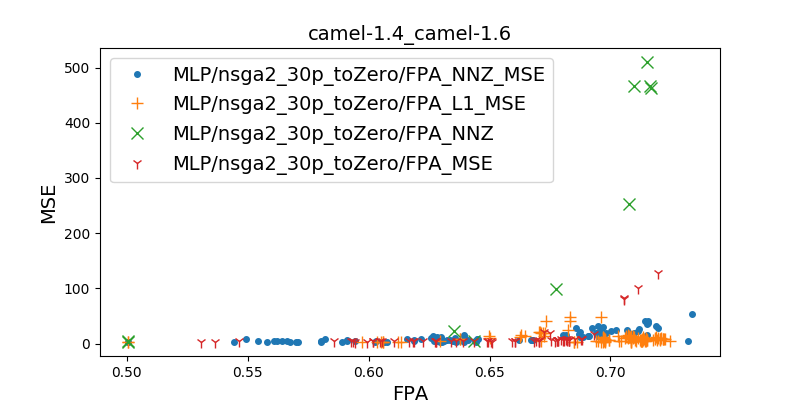 camel-1.4_camel-1.6
MLP/nsga2_30p_toZero/FPA_NNZ_MSE
MLP/nsga2_30p_toZero/FPA_L1_MSE
MLP/nsga2_30p_toZero/FPA_NNZ
MLP/nsga2_30p_toZero/FPA_MSE
MSE
500
400
300
200
100
0
0.50 0.55 0.60 0.65 0.70
FPA